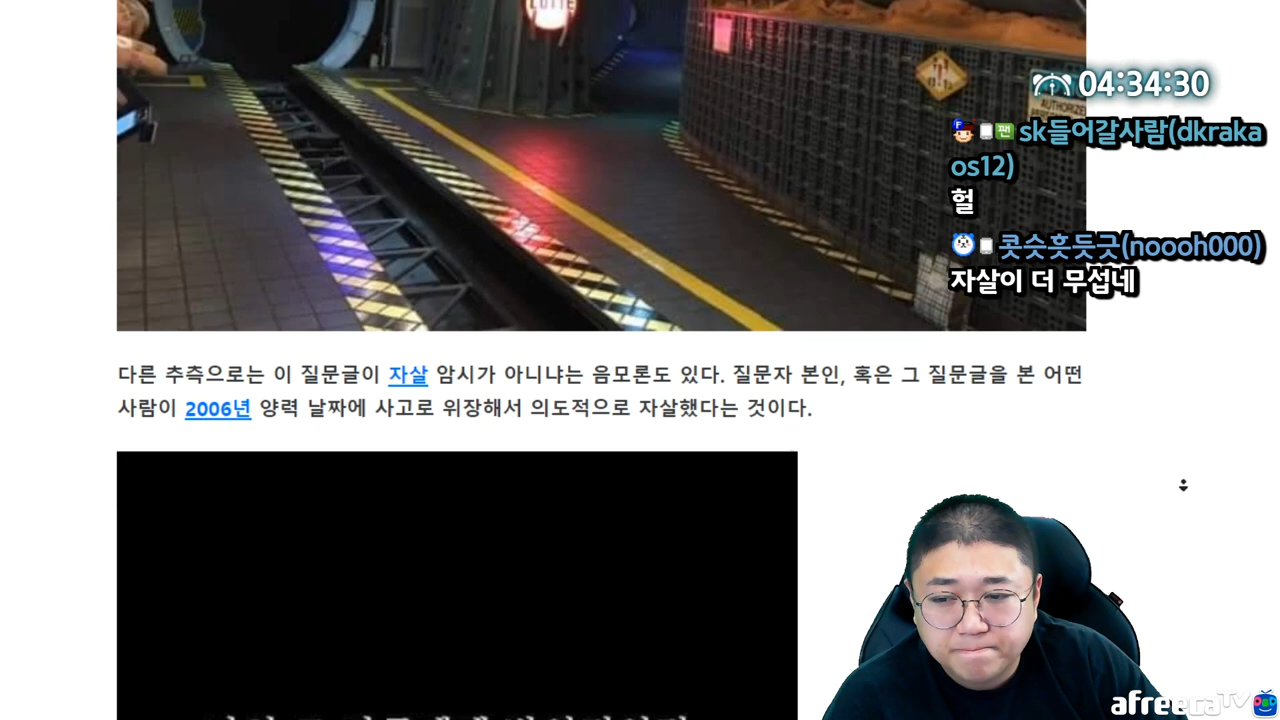 LOTTE
AUTHORIZED
04:34:30
sk들어갈사람(dkraka
os12)
헐
콧슷흣듯굿(noooh000)
자살이 더 무섭네
다른 추측으로는 이 질문글이 자살 암시가 아니냐는 음모론도 있다. 질문자 본인, 혹은 그 질문글을 본 어떤
사람이 2006년 양력 날짜에 사고로 위장해서 의도적으로 자살했다는 것이다.
afreecaTV